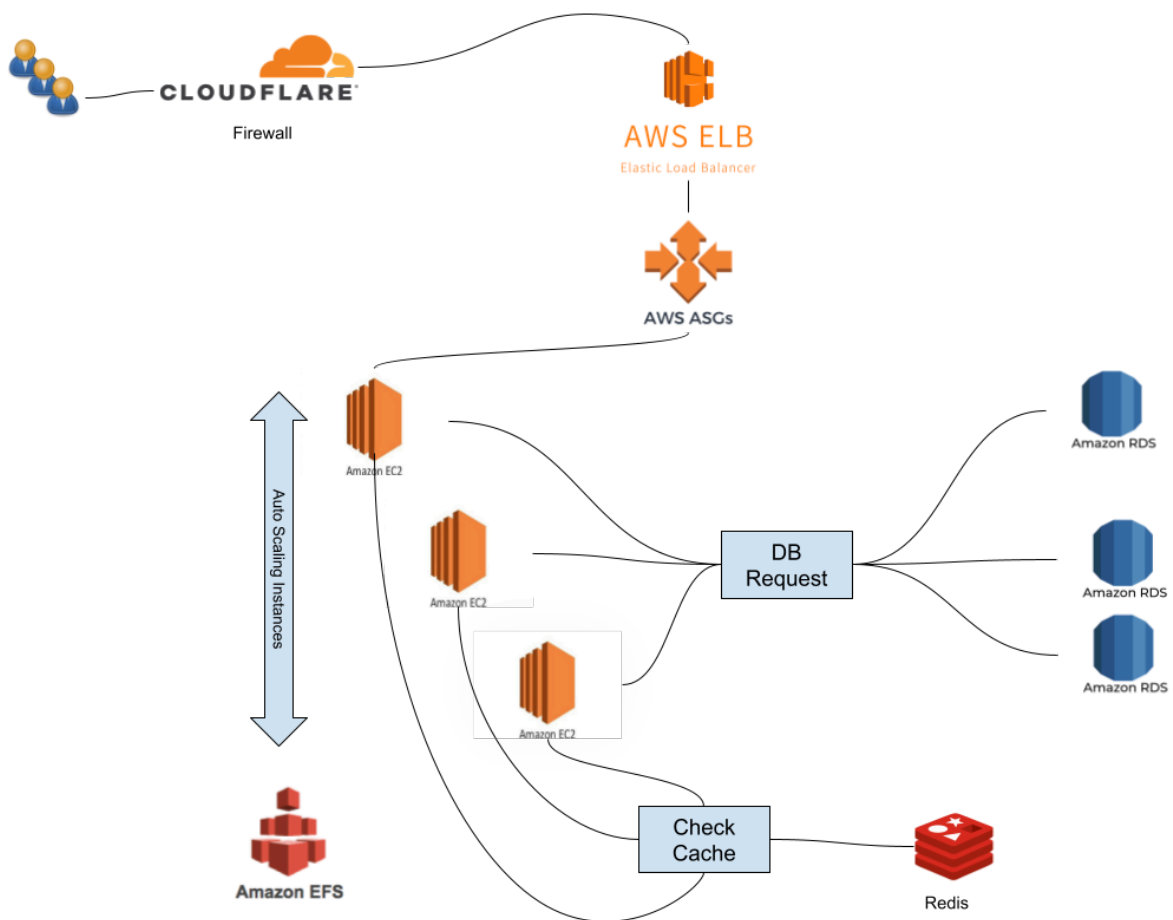 CLOUDFLARE
Firewall
AWS ELB
Elastic Load Balancer
AWS ASGs
Amazon EC2
Amazon RDS
Auto Scaling Instances
Amazon EC2
DB
Request
Amazon RDS
Amazon EC2
Amazon RDS
Amazon EFS
Check
Cache
Redis